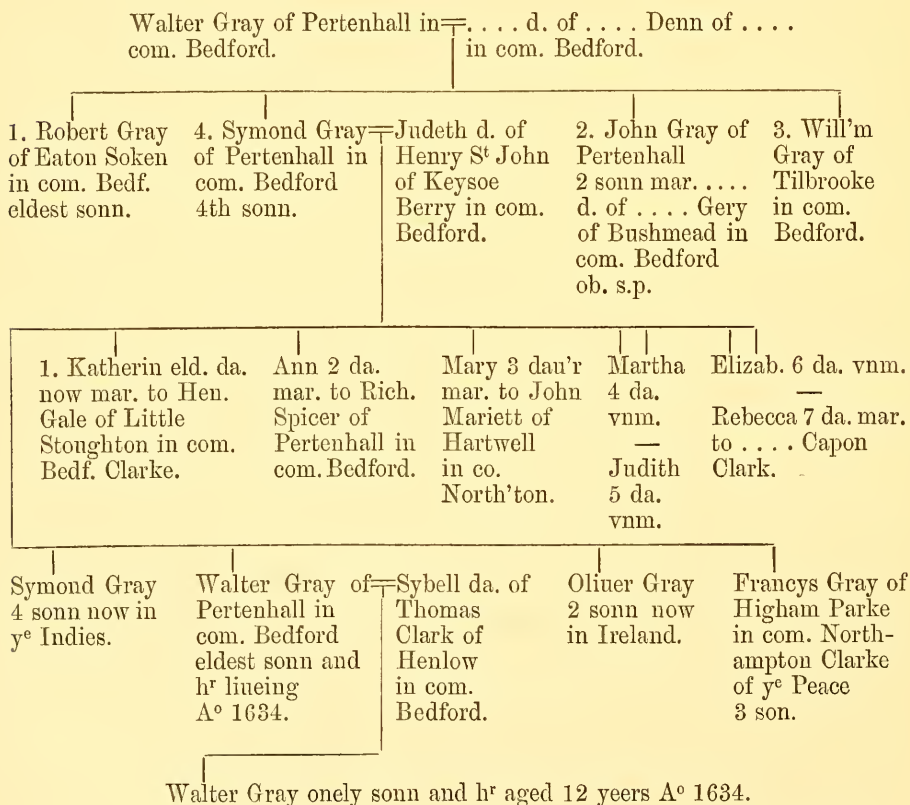 Walter Gray of Pertenhall in . . . . d. of . . . . Denn of . . . .
com. Bedford. in com. Bedford.
1. Robert Gray
of Eaton Soken
in com. Bedf.
eldest sonn.
4. Symond Gray
of Pertenhall in
com. Bedford
4th sonn.
Judeth d. of
Henry Sᵗ John
of Keysoe
Berry in com.
Bedford.
2. John Gray of
Pertenhall
2 sonn mar. . . . .
d. of . . . . Gery
of Bushmead in
com. Bedford
ob. s.p.
3. Will'm
Gray of
Tilbrooke
in com.
Bedford.
1. Katherin eld. da.
now mar. to Hen.
Gale of Little
Stoughton in com.
Bedf. Clarke.
Ann 2 da.
mar. to Rich.
Spicer of
Pertenhall in
com. Bedford.
Mary 3 dau'r
mar. to John
Mariett of
Hartwell
in co.
North'ton.
Martha
4 da.
vnm.
—
Judith
5 da.
vnm.
Elizab. 6 da. vnm.
—
Rebecca 7 da. mar.
to . . . . Capon
Clark.
Symond Gray
4 sonn now in
yᵉ Indies.
Walter Gray of
Pertenhall in
com. Bedford
eldest sonn and
hʳ liueing
Aᵒ 1634.
Sybell da. of
Thomas
Clark of
Henlow
in com.
Bedford.
Oliuer Gray
2 sonn now
in Ireland.
Francys Gray of
Higham Parke
in com. North-
ampton Clarke
of yᵉ Peace
3 son.
Walter Gray onely sonn and hʳ aged 12 yeers Aᵒ 1634.